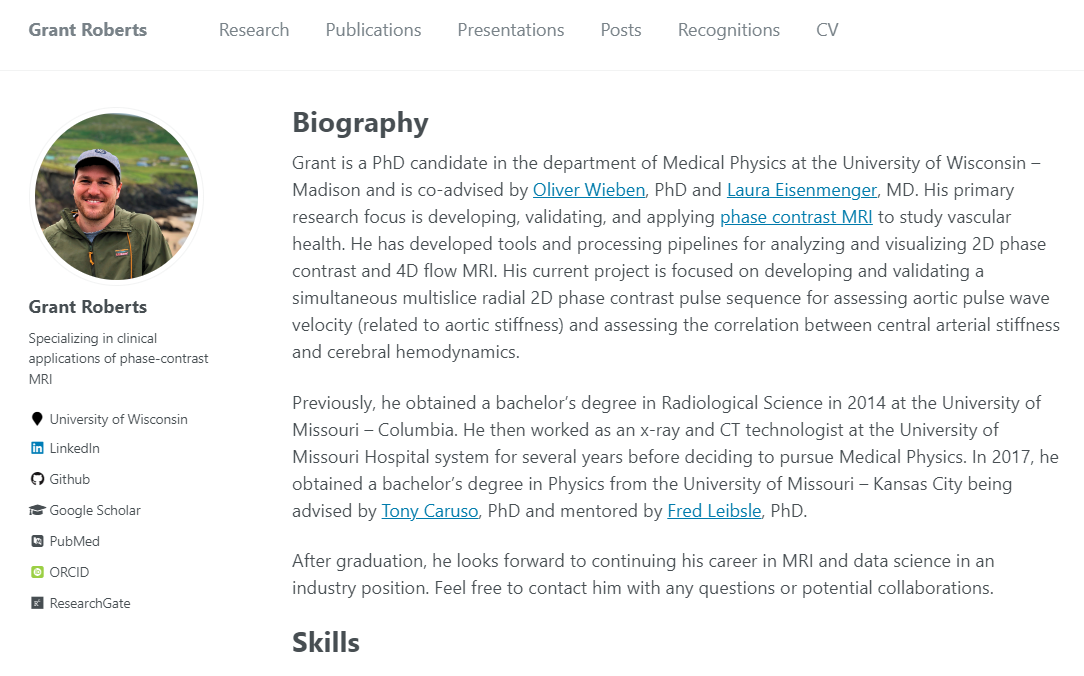 Grant Roberts Research Publications Presentations Posts Recognitions CV
Grant Roberts
Specializing in clinical
applications of phase-contrast
MRI
University of Wisconsin
LinkedIn
Github
Google Scholar
PubMed
ORCID
ResearchGate
Biography
Grant is a PhD candidate in the department of Medical Physics at the University of Wisconsin –
Madison and is co-advised by Oliver Wieben, PhD and Laura Eisenmenger, MD. His primary
research focus is developing, validating, and applying phase contrast MRI to study vascular
health. He has developed tools and processing pipelines for analyzing and visualizing 2D phase
contrast and 4D flow MRI. His current project is focused on developing and validating a
simultaneous multislice radial 2D phase contrast pulse sequence for assessing aortic pulse wave
velocity (related to aortic stiffness) and assessing the correlation between central arterial stiffness
and cerebral hemodynamics.
Previously, he obtained a bachelor’s degree in Radiological Science in 2014 at the University of
Missouri – Columbia. He then worked as an x-ray and CT technologist at the University of
Missouri Hospital system for several years before deciding to pursue Medical Physics. In 2017, he
obtained a bachelor’s degree in Physics from the University of Missouri – Kansas City being
advised by Tony Caruso, PhD and mentored by Fred Leibsle, PhD.
After graduation, he looks forward to continuing his career in MRI and data science in an
industry position. Feel free to contact him with any questions or potential collaborations.
Skills